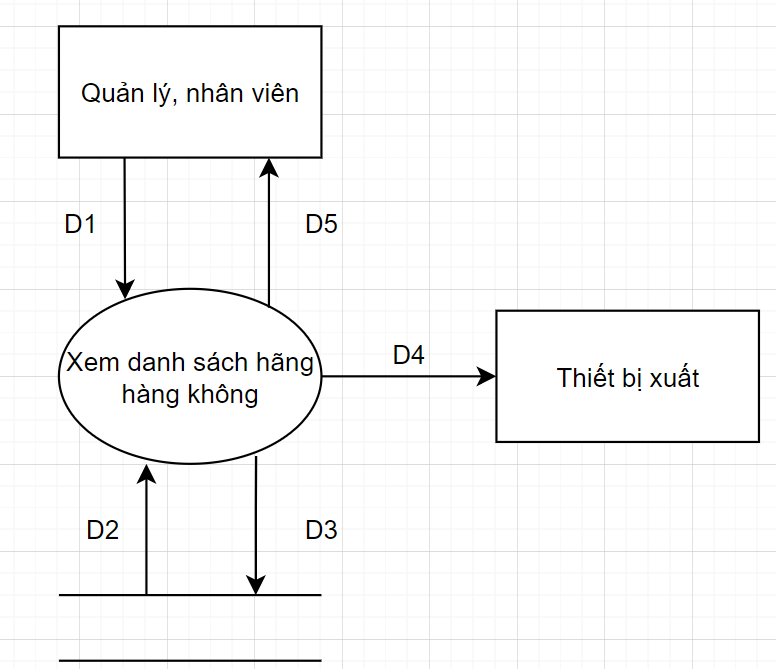 Quản lý, nhân viên
D1
D5
Xem danh sách hãng
hàng không
D4
Thiết bị xuất
D2
D3